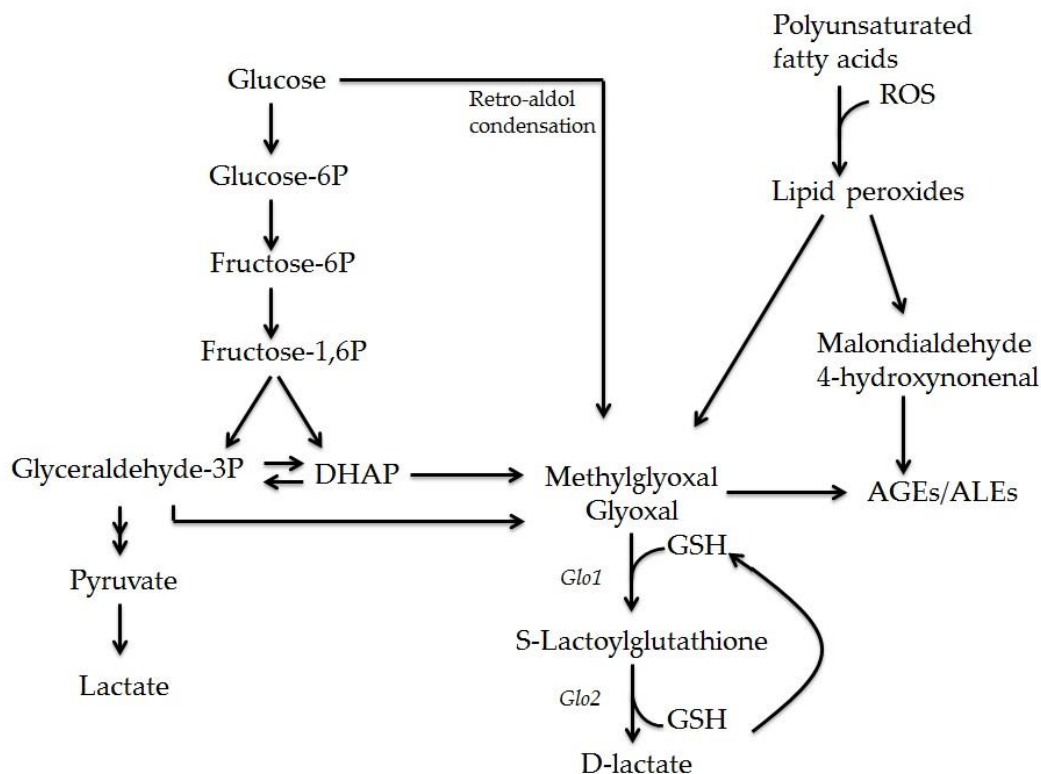 Polyunsaturated
fatty acids
ROS
Glucose
Retro-aldol
condensation
Glucose-6P
Lipid peroxides
Fructose-6P
Fructose-1,6P
Malondialdehyde
4-hydroxynonenal
Glyceraldehyde-3P
DHAP
Methylglyoxal
Glyoxal
AGEs/ALEs
GSH
Glo1
Pyruvate
S-Lactoylglutathione
Lactate
Glo2
GSH
D-lactate